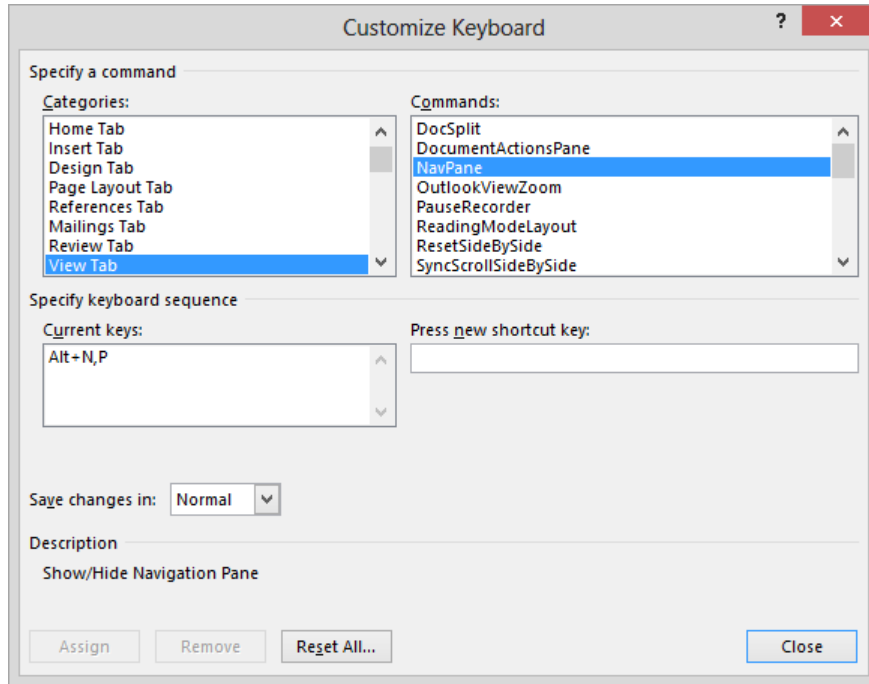 Customize Keyboard
?
Specify a command
Categories:
Home Tab
Insert Tab
Design Tab
Page Layout Tab
References Tab
Mailings Tab
Review Tab
View Tab
Commands:
DocSplit
DocumentActionsPane
NavPane
OutlookViewZoom
PauseRecorder
ReadingModeLayout
ResetSideBySide
SyncScrollSideBySide
Specify keyboard sequence
Current keys:
Alt+N,P
Press new shortcut key:
Save changes in: Normal
Description
Show/Hide Navigation Pane
Assign Remove Reset All... Close